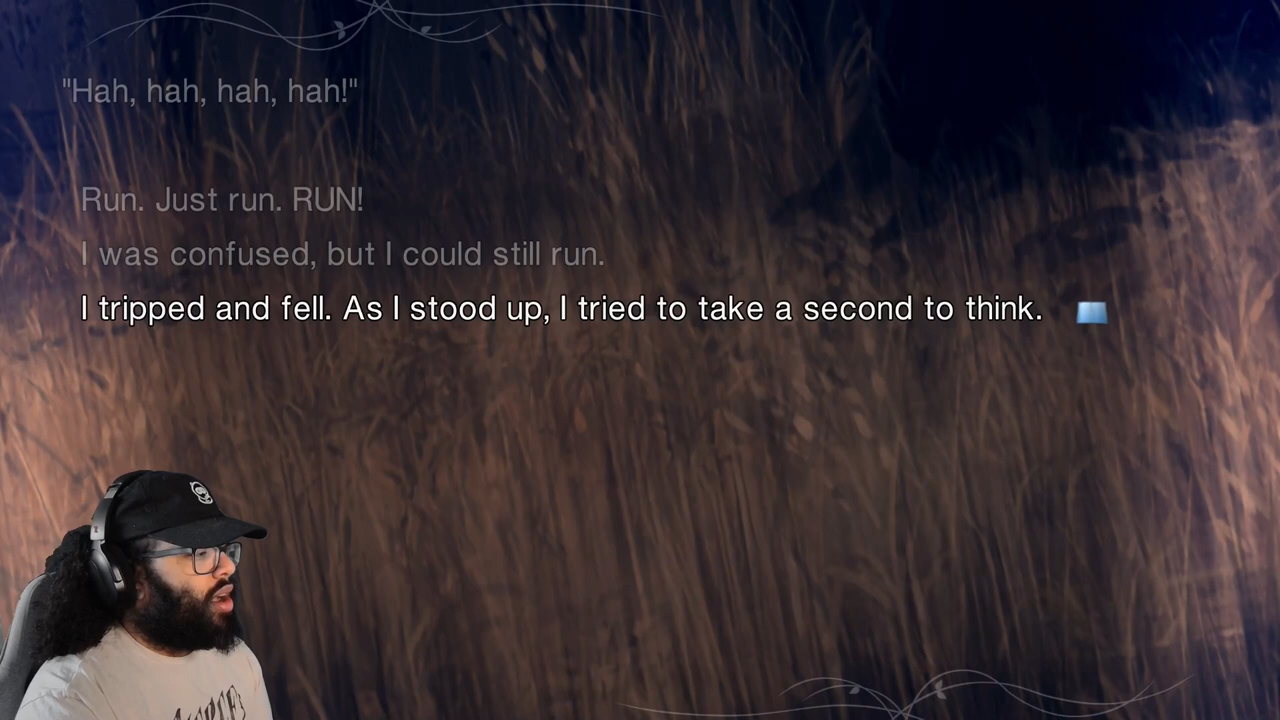 "Hah, hah, hah, hah!"
Run. Just run. RUN!
I was confused, but I could still run.
I tripped and fell. As I stood up, I tried to take a second to think.